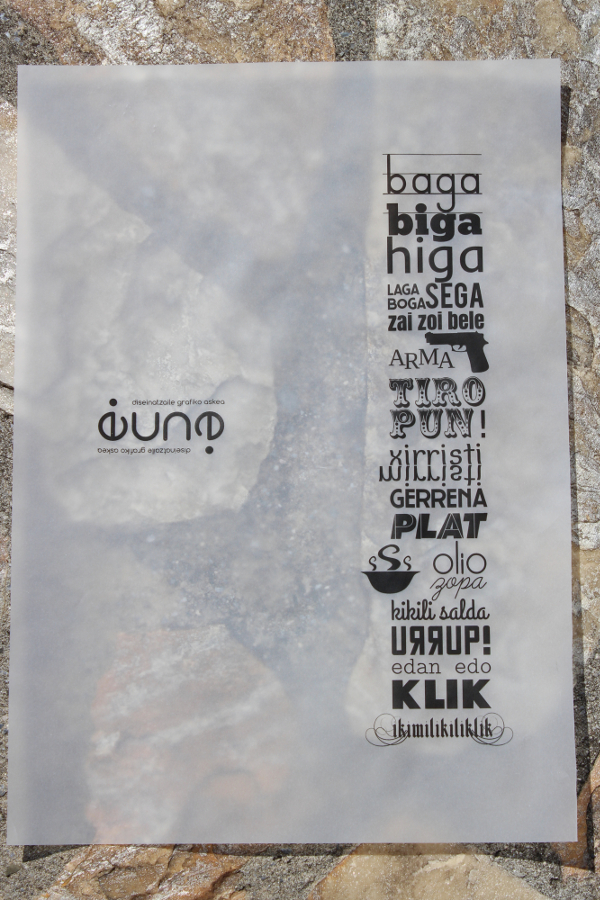 diseinatzaile grafiko askea
diseinatzaile grafiko askea
baga
biga
higa
LAGA
BOGA SEGA
zai zoi bele
ARMA
TIRO
PUN!
xirristi
mirristi
GERRENA
PLAT
olio
zopa
kikili salda
URRUP!
edan edo
KLIK
ikimilikiliklik